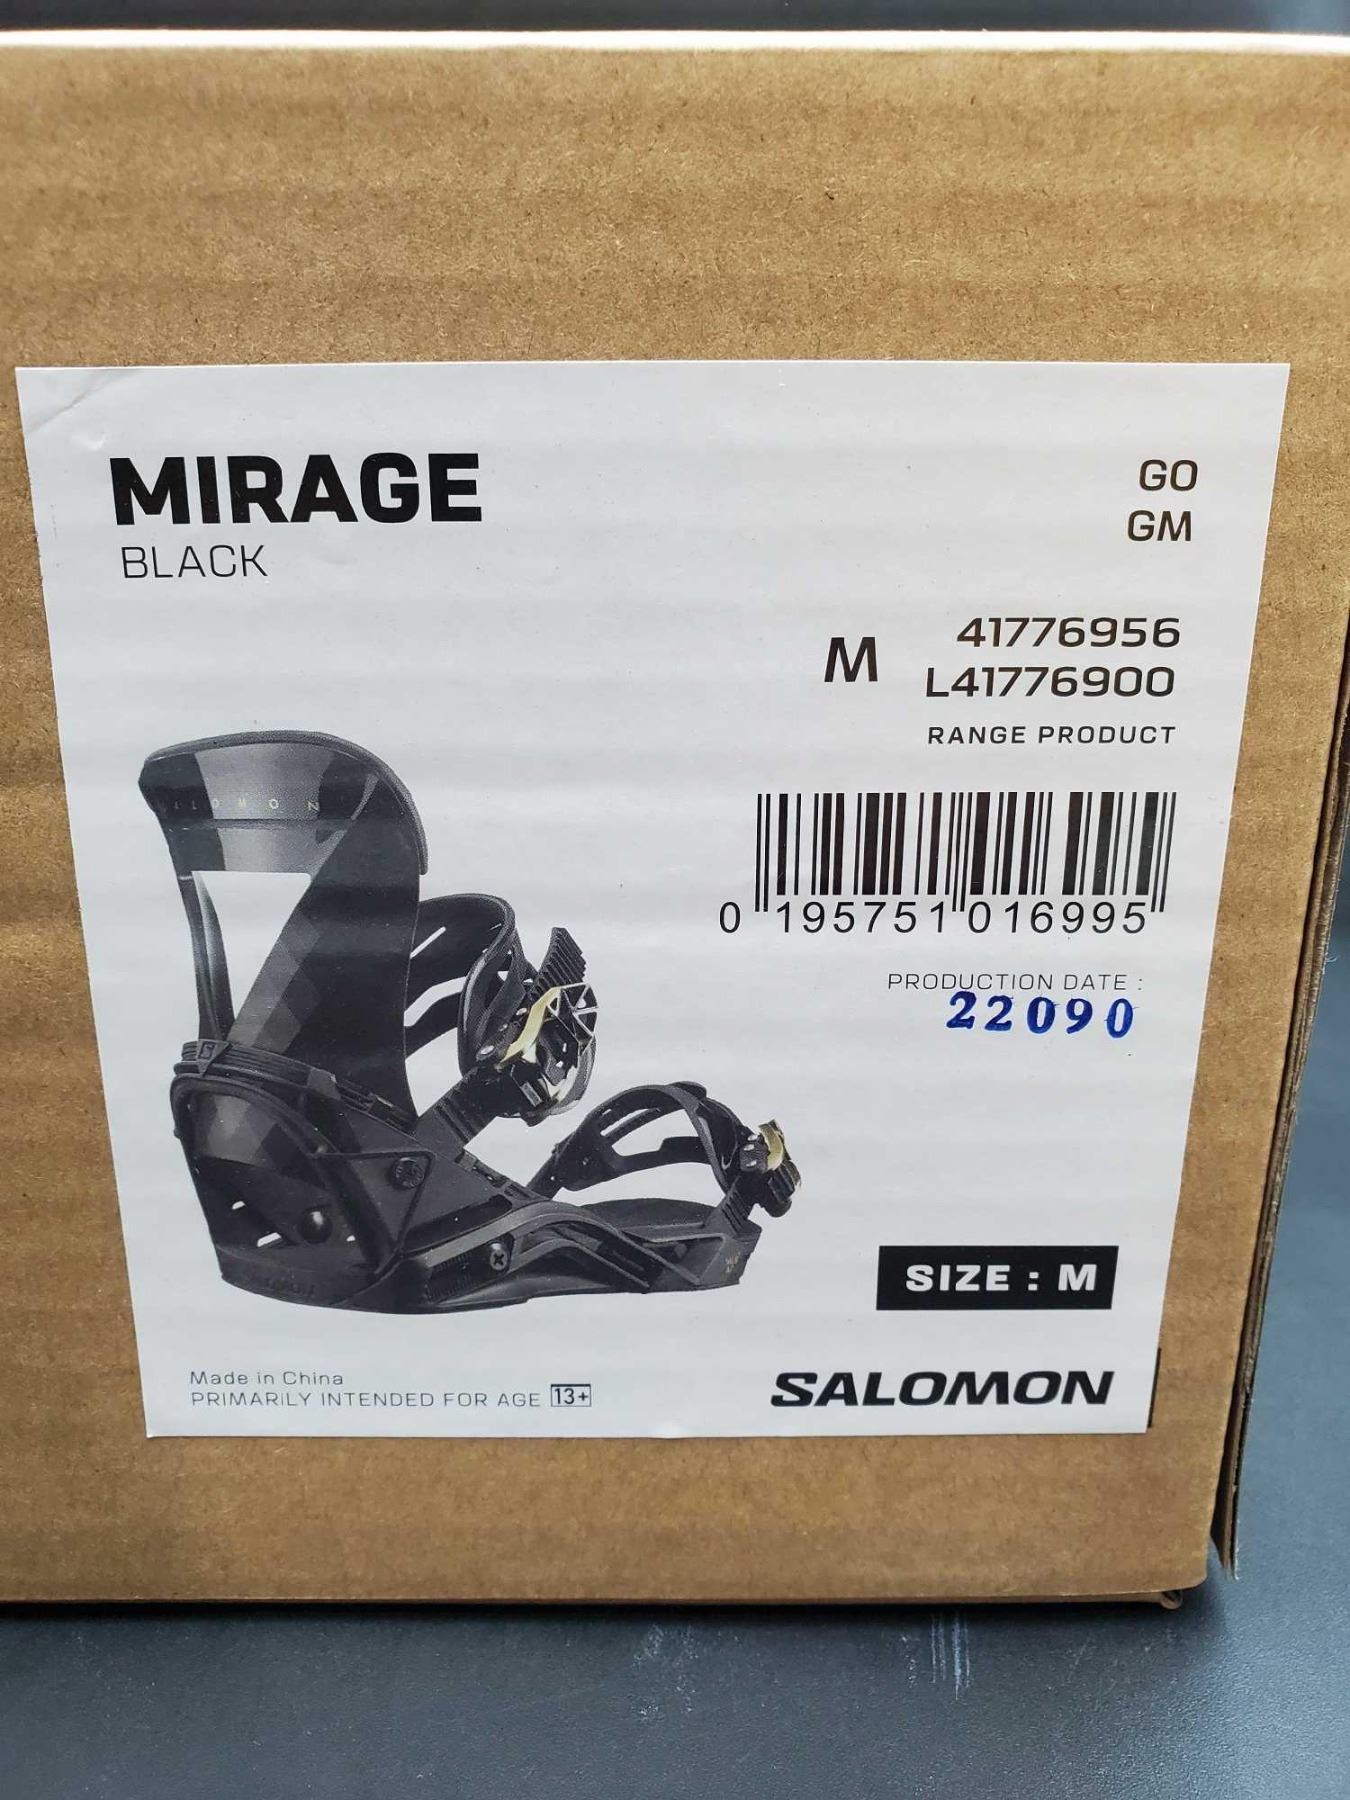 MIRAGE
BLACK
GO
GM
M
41776956
L41776900
RANGE PRODUCT
0 195751 016995
PRODUCTION DATE :
22090
SIZE : M
Made in China
PRIMARILY INTENDED FOR AGE 13+
SALOMON